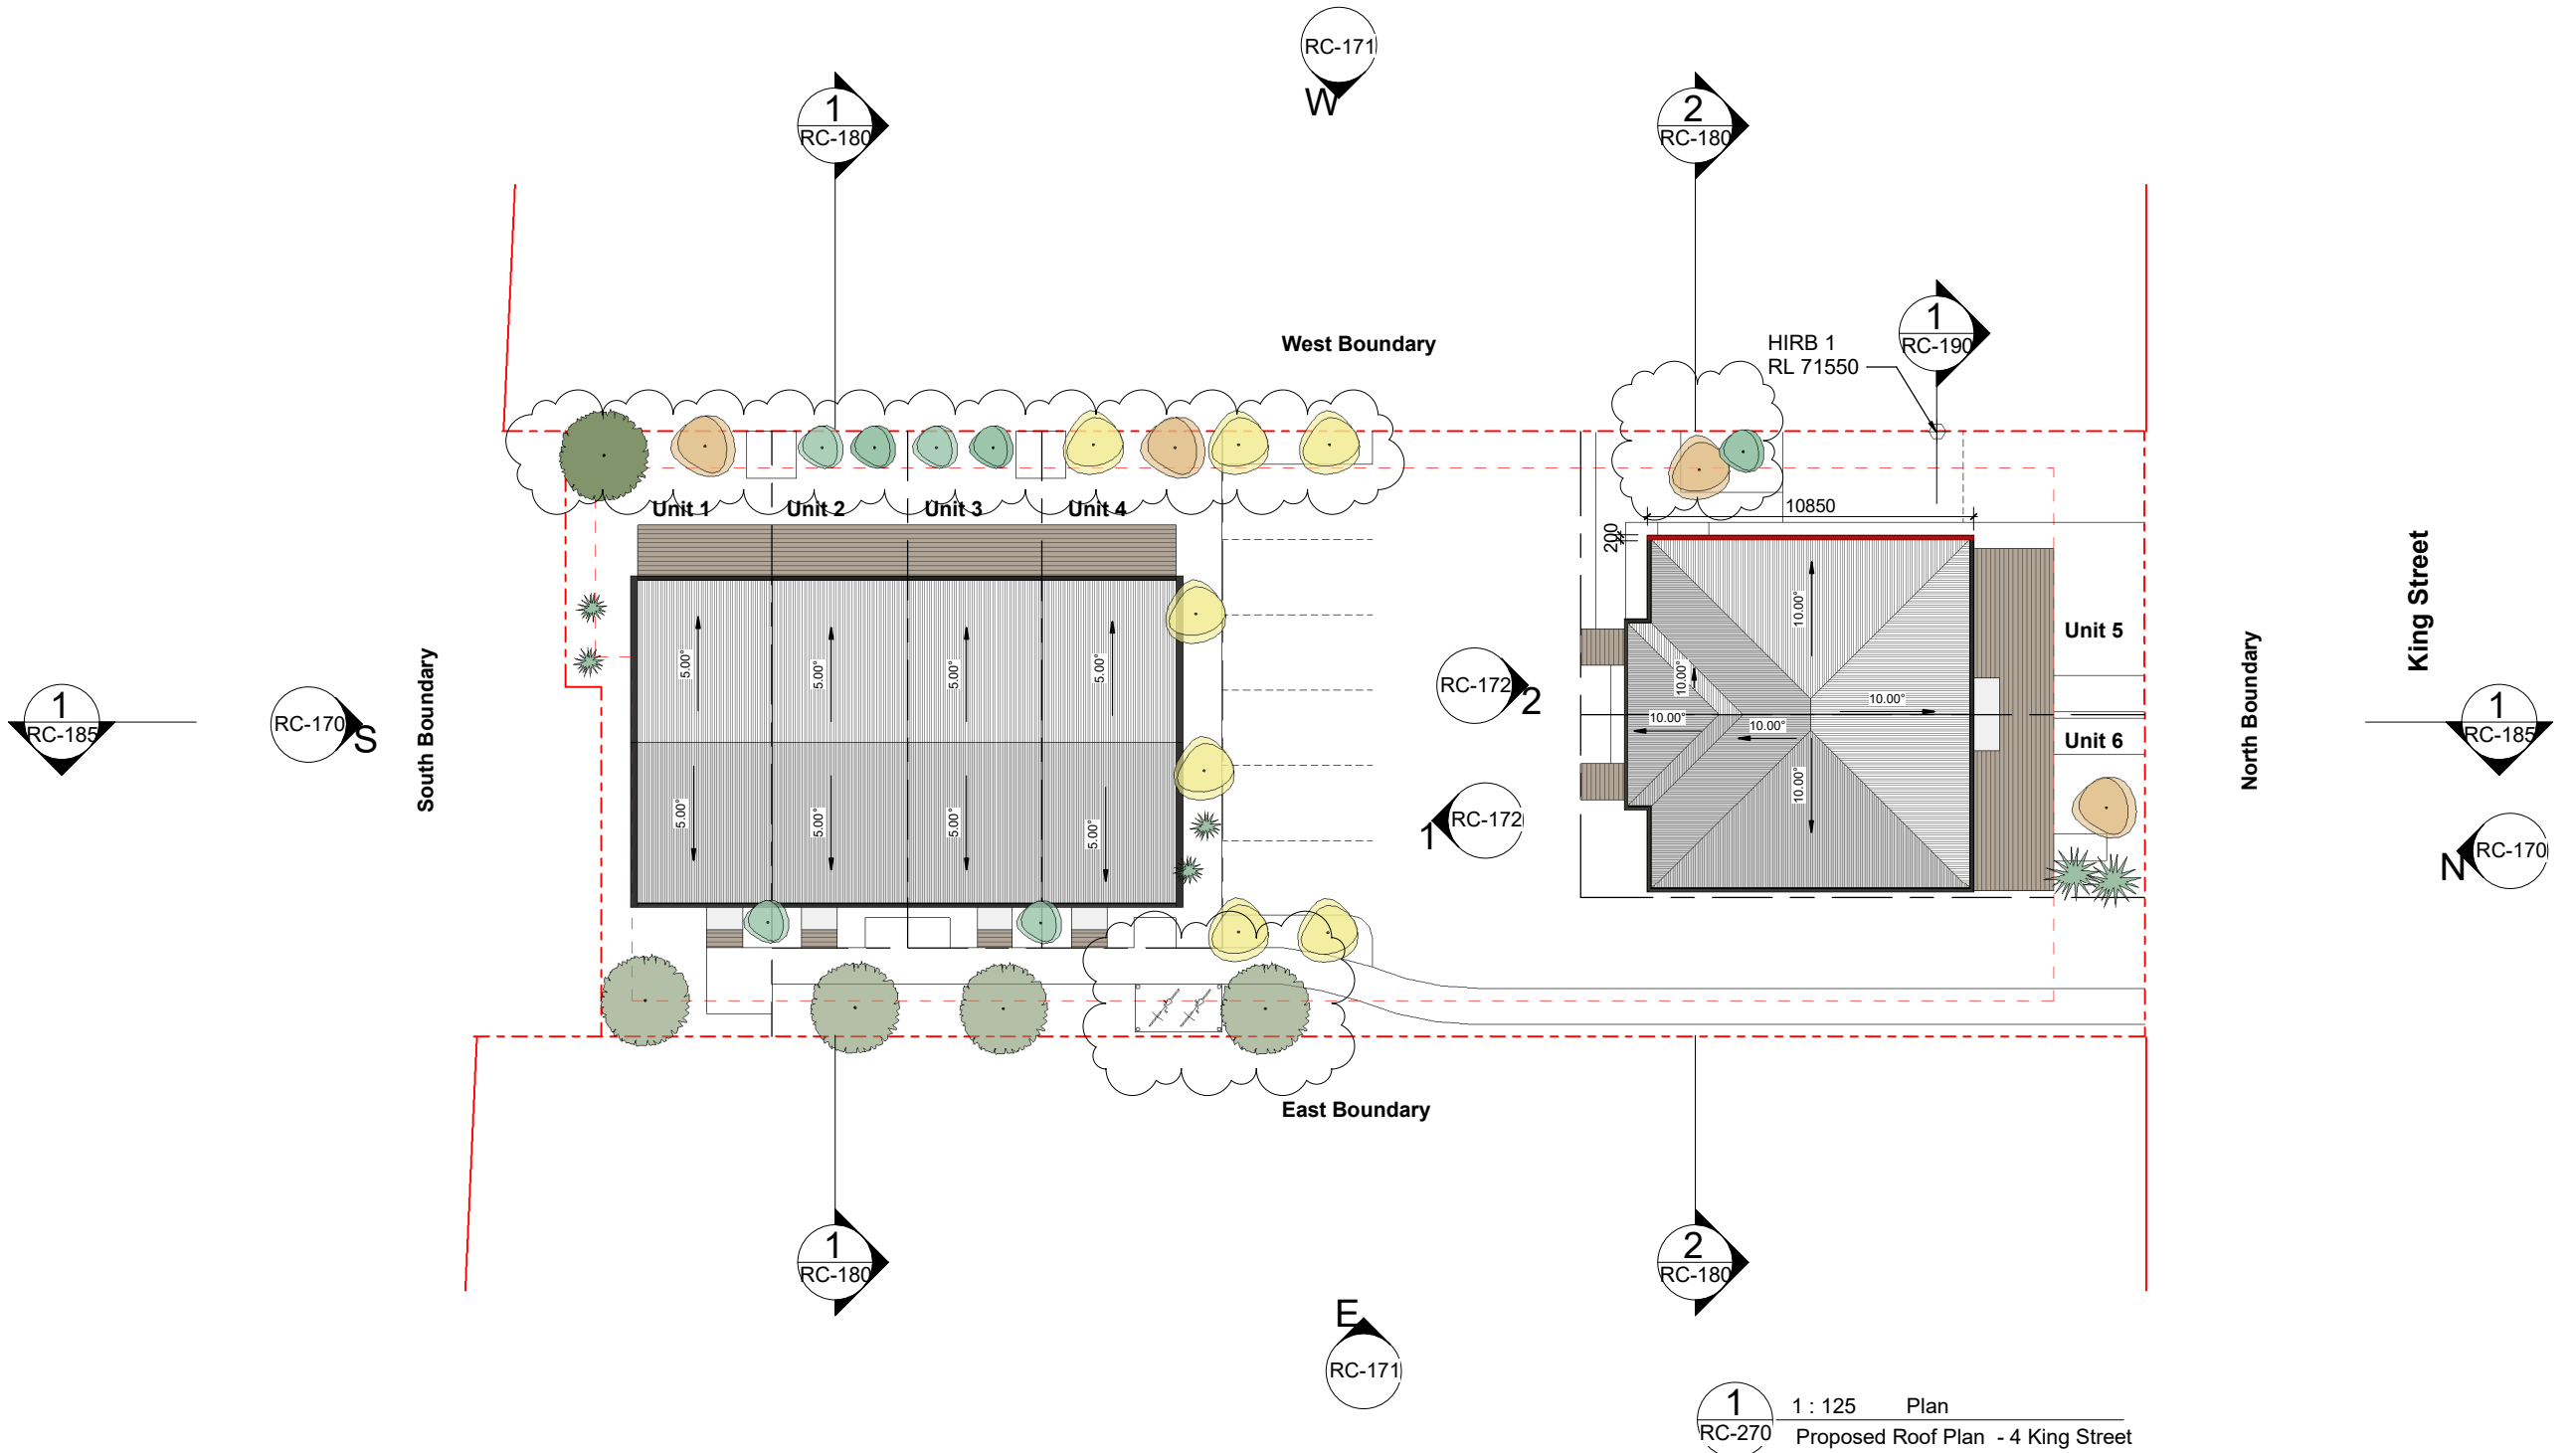 RC-171
W
1
RC-180
2
RC-180
HIRB 1
RL 71550
1
RC-190
West Boundary
Unit 1
Unit 2
Unit 3
Unit 4
10850
200
5.00°
5.00°
5.00°
5.00°
5.00°
5.00°
5.00°
5.00°
10.00°
10.00°
10.00°
10.00°
10.00°
10.00°
Unit 5
Unit 6
King Street
North Boundary
South Boundary
1
RC-185
RC-170
S
RC-172
2
1
RC-172
1
RC-185
N
RC-170
East Boundary
1
RC-180
2
RC-180
E
RC-171
1
RC-270
1 : 125 Plan
Proposed Roof Plan - 4 King Street